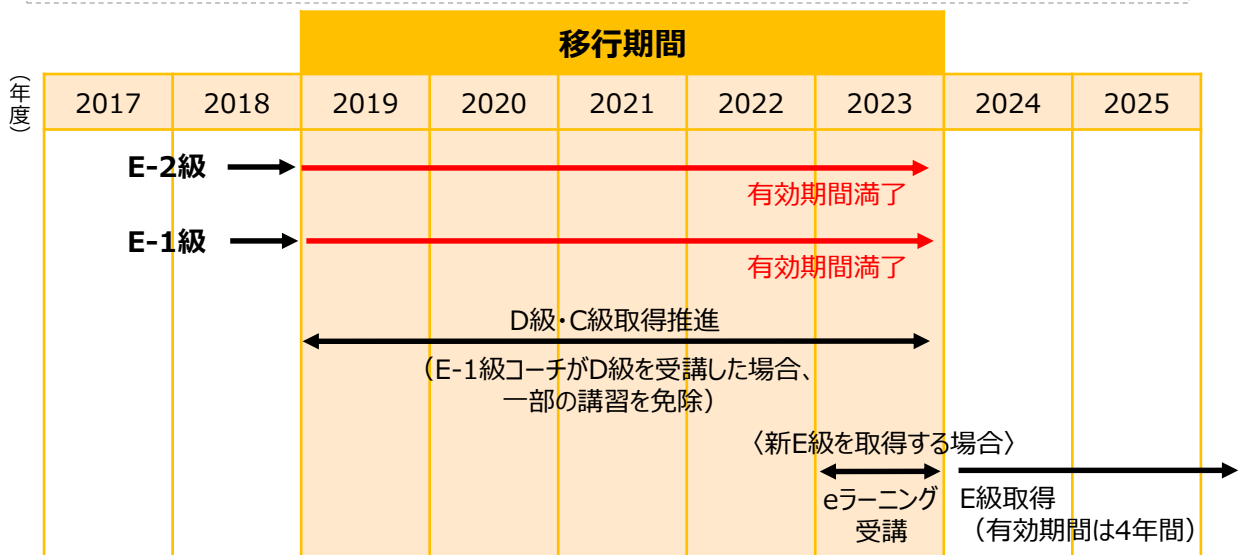 移行期間
（年度）
2017 2018 2019 2020 2021 2022 2023 2024 2025
E-2級
有効期間満了
E-1級
有効期間満了
D級・C級取得推進
（E-1級コーチがD級を受講した場合、
一部の講習を免除）
〈新E級を取得する場合〉
eラーニング
受講
E級取得
（有効期間は4年間）